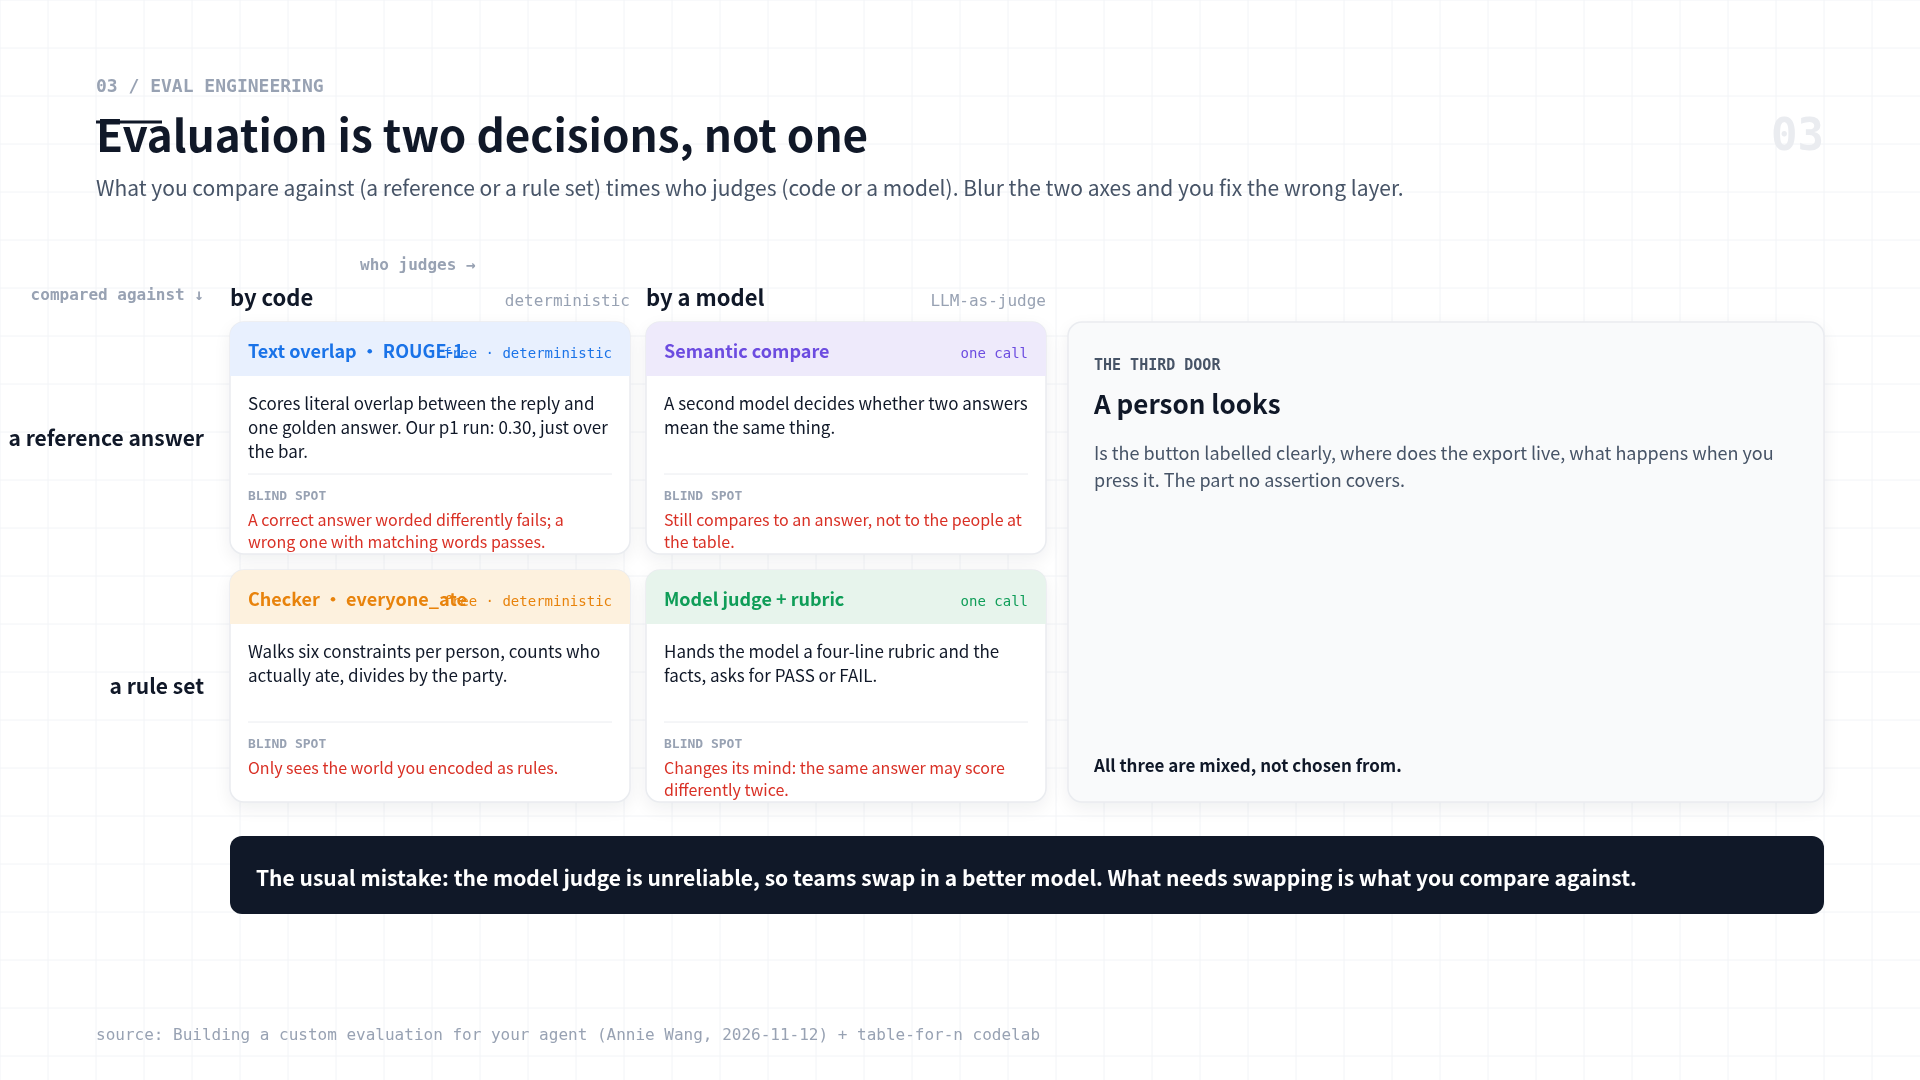 03 / EVAL ENGINEERING
Evaluation is two decisions, not one
03
What you compare against (a reference or a rule set) times who judges (code or a model). Blur the two axes and you fix the wrong layer.
who judges →
compared against ↓
by code
deterministic
by a model
LLM-as-judge
a reference answer
Text overlap • ROUGE-1
free · deterministic
Scores literal overlap between the reply and
one golden answer. Our p1 run: 0.30, just over
the bar.
BLIND SPOT
A correct answer worded differently fails; a
wrong one with matching words passes.
Semantic compare
one call
A second model decides whether two answers
mean the same thing.
BLIND SPOT
Still compares to an answer, not to the people at
the table.
a rule set
Checker • everyone_ate
free · deterministic
Walks six constraints per person, counts who
actually ate, divides by the party.
BLIND SPOT
Only sees the world you encoded as rules.
Model judge + rubric
one call
Hands the model a four-line rubric and the
facts, asks for PASS or FAIL.
BLIND SPOT
Changes its mind: the same answer may score
differently twice.
THE THIRD DOOR
A person looks
Is the button labelled clearly, where does the export live, what happens when you
press it. The part no assertion covers.
All three are mixed, not chosen from.
The usual mistake: the model judge is unreliable, so teams swap in a better model. What needs swapping is what you compare against.
source: Building a custom evaluation for your agent (Annie Wang, 2026-11-12) + table-for-n codelab